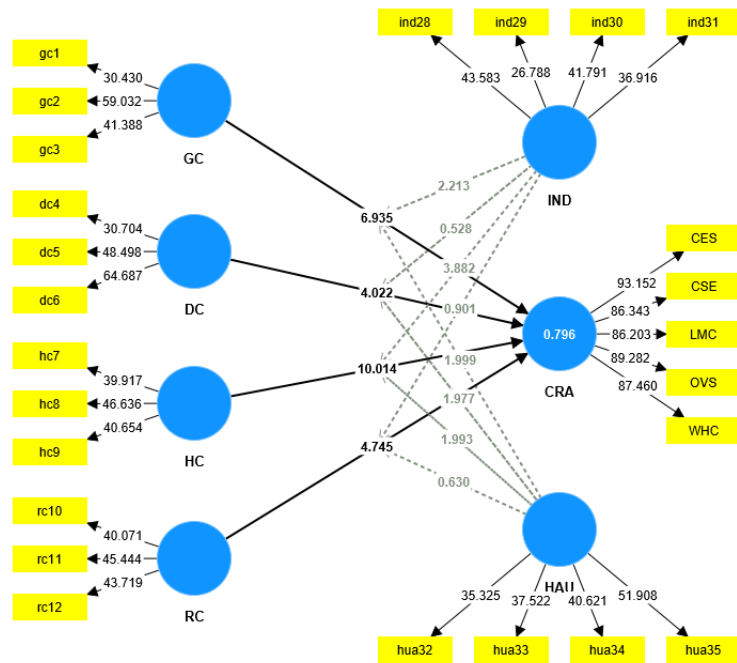 ind28
ind29
ind30
ind31
43.583
26.788
41.791
36.916
IND
gc1
gc2
gc3
30.430
59.032
41.388
GC
dc4
dc5
dc6
30.704
48.498
64.687
DC
hc7
hc8
hc9
39.917
46.636
40.654
HC
rc10
rc11
rc12
40.071
45.444
43.719
RC
6.935
4.022
10.014
4.745
2.213
0.528
3.882
0.901
1.999
1.977
1.993
0.630
0.796
CRA
93.152
86.343
86.203
89.282
87.460
CES
CSE
LMC
OVS
WHC
HAU
35.325
37.522
40.621
51.908
hua32
hua33
hua34
hua35